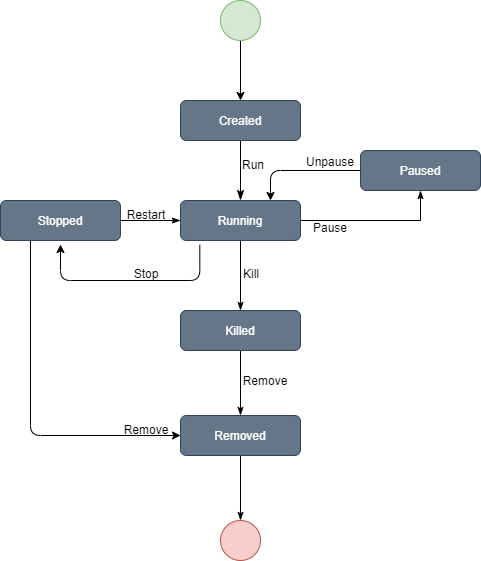 Created
Run
Unpause
Paused
Stopped
Restart
Running
Pause
Stop
Kill
Killed
Remove
Remove
Removed